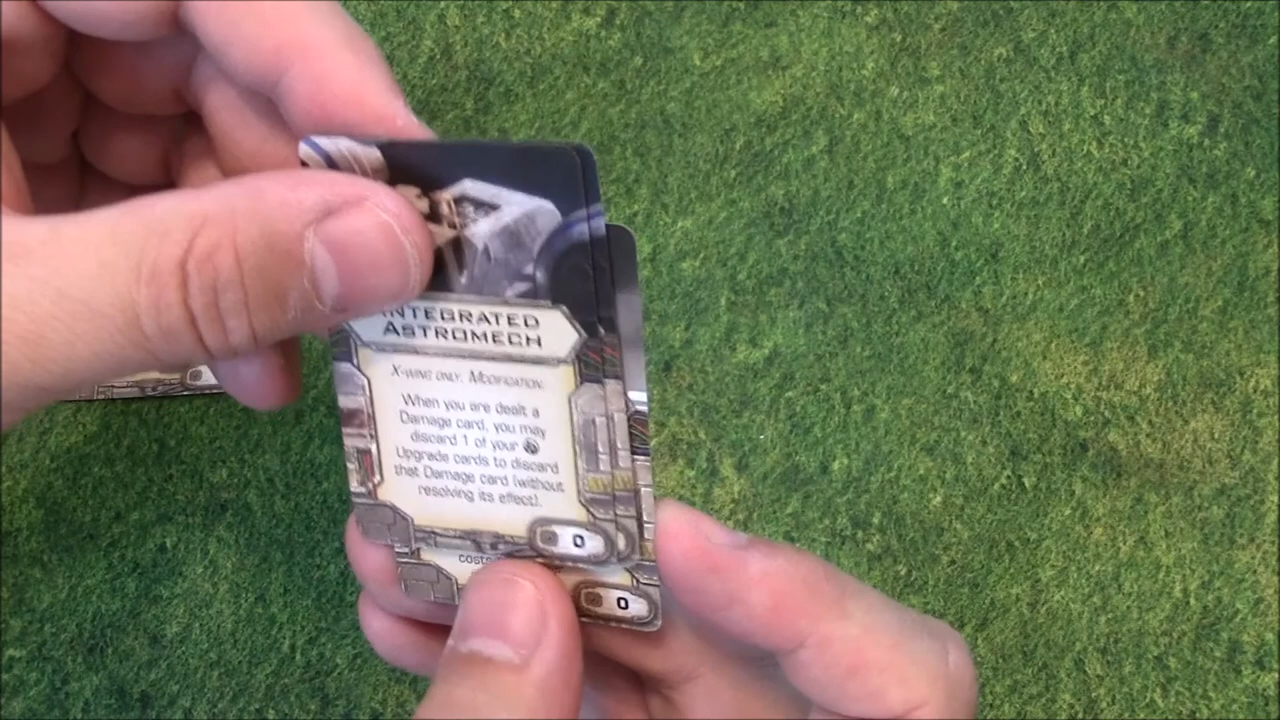 INTEGRATED
ASTROMECH
X-WING ONLY. MODIFICATION.
When you are dealt a
Damage card, you may
discard 1 of your
Upgrade cards to discard
that Damage card (without
resolving its effect).
0
0